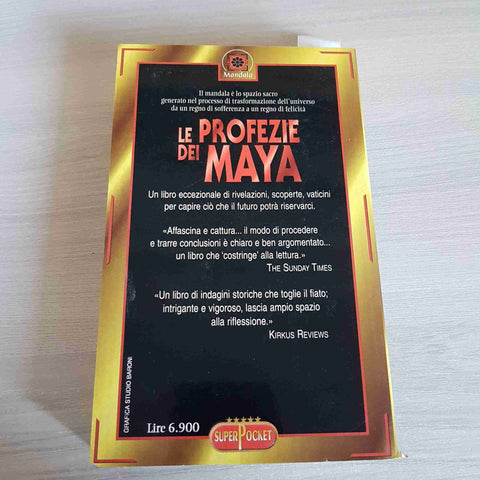 Mandala
Il mandala è lo spazio sacro
generato nel processo di trasformazione dell'universo
da un regno di sofferenza a un regno di felicità
LE PROFEZIE
DEI MAYA
Un libro eccezionale di rivelazioni, scoperte, vaticini
per capire ciò che il futuro potrà riservarci.
«Affascina e cattura... il modo di procedere
e trarre conclusioni è chiaro e ben argomentato...
un libro che 'costringe' alla lettura.»
THE SUNDAY TIMES
«Un libro di indagini storiche che toglie il fiato;
intrigante e vigoroso, lascia ampio spazio
alla riflessione.»
KIRKUS REVIEWS
GRAFICA STUDIO BARONI
Lire 6.900
SUPERPOCKET